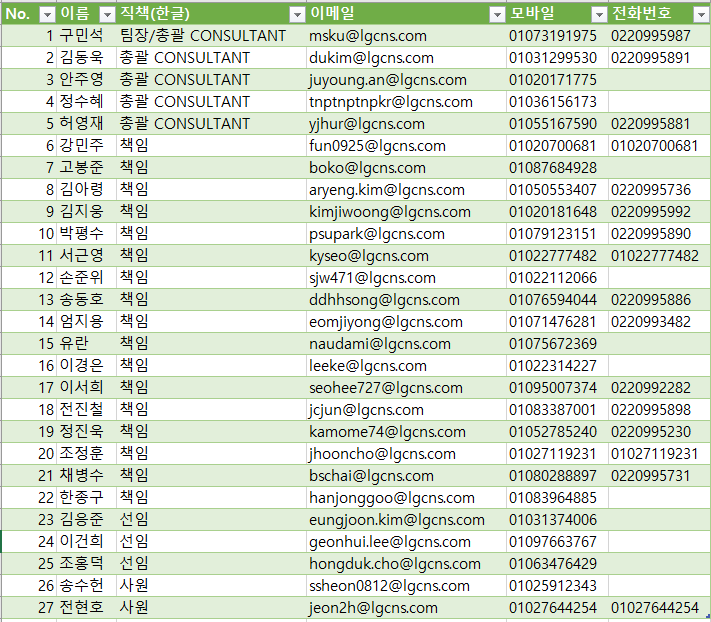 No. 이름 직책(한글) 이메일 모바일 전화번호
1 구민석 팀장/총괄 CONSULTANT msku@lgcns.com 01073191975 0220995987
2 김동욱 총괄 CONSULTANT dukim@lgcns.com 01031299530 0220995891
3 안주영 총괄 CONSULTANT juyoung.an@lgcns.com 01020171775
4 정수혜 총괄 CONSULTANT tnptnptnpkr@lgcns.com 01036156173
5 허영재 총괄 CONSULTANT yjhur@lgcns.com 01055167590 0220995881
6 강민주 책임 fun0925@lgcns.com 01020700681 01020700681
7 고봉준 책임 boko@lgcns.com 01087684928
8 김아령 책임 aryeng.kim@lgcns.com 01050553407 0220995736
9 김지웅 책임 kimjiwoong@lgcns.com 01020181648 0220995992
10 박평수 책임 psupark@lgcns.com 01079123151 0220995890
11 서근영 책임 kyseo@lgcns.com 01022777482 01022777482
12 손준위 책임 sjw471@lgcns.com 01022112066
13 송동호 책임 ddhhsong@lgcns.com 01076594044 0220995886
14 엄지용 책임 eomjiyong@lgcns.com 01071476281 0220993482
15 유란 책임 naudami@lgcns.com 01075672369
16 이경은 책임 leeke@lgcns.com 01022314227
17 이서희 책임 seohee727@lgcns.com 01095007374 0220992282
18 전진철 책임 jcjun@lgcns.com 01083387001 0220995898
19 정진욱 책임 kamome74@lgcns.com 01052785240 0220995230
20 조정훈 책임 jhooncho@lgcns.com 01027119231 01027119231
21 채병수 책임 bschai@lgcns.com 01080288897 0220995731
22 한종구 책임 hanjonggoo@lgcns.com 01083964885
23 김응준 선임 eungjoon.kim@lgcns.com 01031374006
24 이건희 선임 geonhui.lee@lgcns.com 01097663767
25 조홍덕 선임 hongduk.cho@lgcns.com 01063476429
26 송수헌 사원 ssheon0812@lgcns.com 01025912343
27 전현호 사원 jeon2h@lgcns.com 01027644254 01027644254